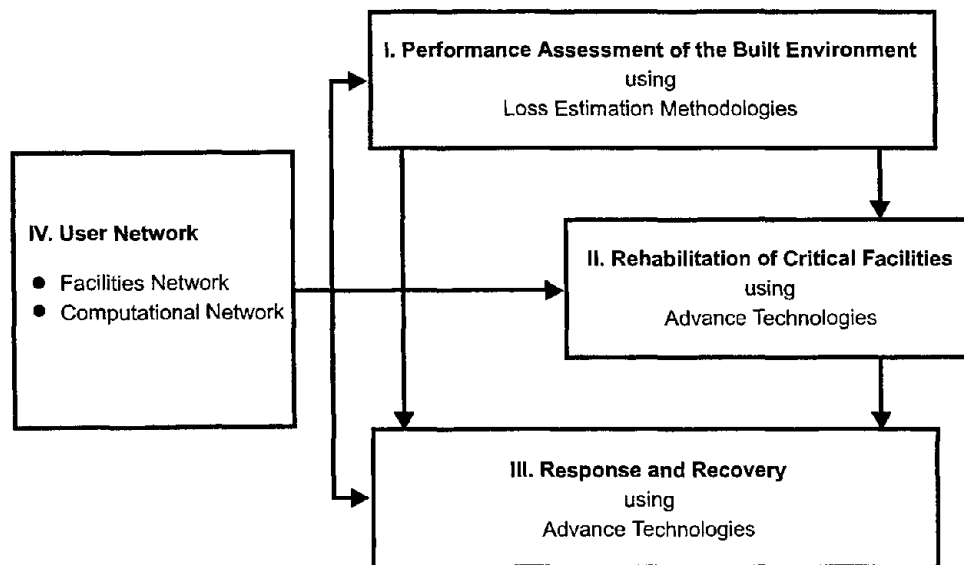 I. Performance Assessment of the Built Environment
using
Loss Estimation Methodologies
IV. User Network
● Facilities Network
● Computational Network
II. Rehabilitation of Critical Facilities
using
Advance Technologies
III. Response and Recovery
using
Advance Technologies